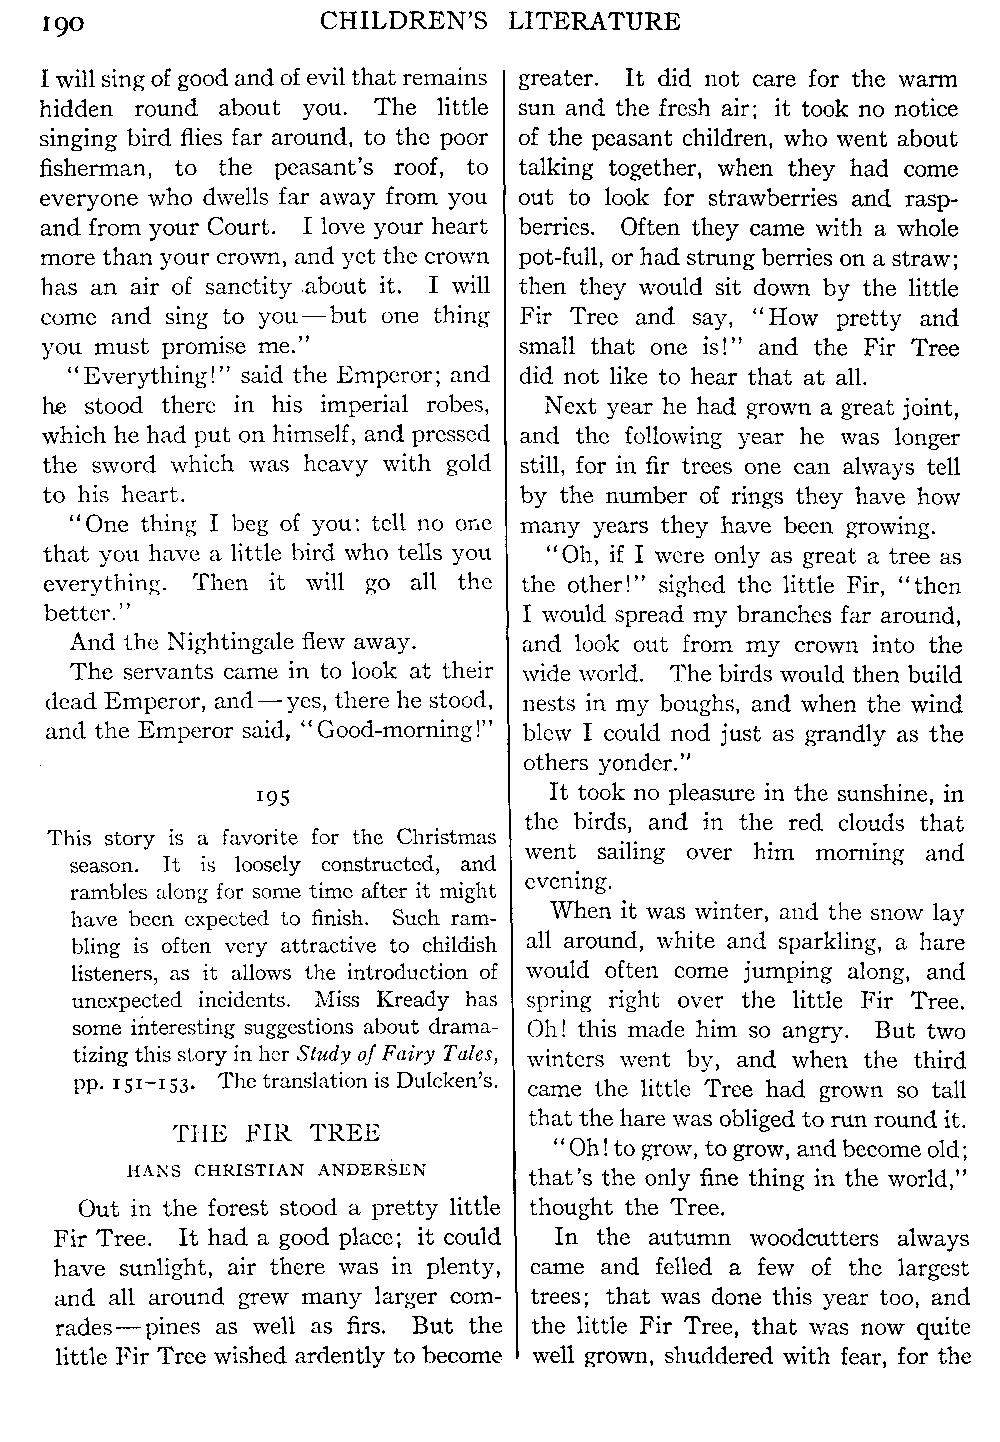 190 CHILDREN'S LITERATURE
I will sing of good and of evil that remains
hidden round about you. The little
singing bird flies far around, to the poor
fisherman, to the peasant's roof, to
everyone who dwells far away from you
and from your Court. I love your heart
more than your crown, and yet the crown
has an air of sanctity about it. I will
come and sing to you—but one thing
you must promise me."
"Everything!" said the Emperor; and
he stood there in his imperial robes,
which he had put on himself, and pressed
the sword which was heavy with gold
to his heart.
"One thing I beg of you: tell no one
that you have a little bird who tells you
everything. Then it will go all the
better."
And the Nightingale flew away.
The servants came in to look at their
dead Emperor, and—yes, there he stood,
and the Emperor said, "Good-morning!"
195
This story is a favorite for the Christmas
season. It is loosely constructed, and
rambles along for some time after it might
have been expected to finish. Such ram-
bling is often very attractive to childish
listeners, as it allows the introduction of
unexpected incidents. Miss Kready has
some interesting suggestions about drama-
tizing this story in her Study of Fairy Tales,
pp. 151-153. The translation is Dulcken's.
THE FIR TREE
HANS CHRISTIAN ANDERSEN
Out in the forest stood a pretty little
Fir Tree. It had a good place; it could
have sunlight, air there was in plenty,
and all around grew many larger com-
rades—pines as well as firs. But the
little Fir Tree wished ardently to become
greater. It did not care for the warm
sun and the fresh air; it took no notice
of the peasant children, who went about
talking together, when they had come
out to look for strawberries and rasp-
berries. Often they came with a whole
pot-full, or had strung berries on a straw;
then they would sit down by the little
Fir Tree and say, "How pretty and
small that one is!" and the Fir Tree
did not like to hear that at all.
Next year he had grown a great joint,
and the following year he was longer
still, for in fir trees one can always tell
by the number of rings they have how
many years they have been growing.
"Oh, if I were only as great a tree as
the other!" sighed the little Fir, "then
I would spread my branches far around,
and look out from my crown into the
wide world. The birds would then build
nests in my boughs, and when the wind
blew I could nod just as grandly as the
others yonder."
It took no pleasure in the sunshine, in
the birds, and in the red clouds that
went sailing over him morning and
evening.
When it was winter, and the snow lay
all around, white and sparkling, a hare
would often come jumping along, and
spring right over the little Fir Tree.
Oh! this made him so angry. But two
winters went by, and when the third
came the little Tree had grown so tall
that the hare was obliged to run round it.
"Oh! to grow, to grow, and become old;
that's the only fine thing in the world,"
thought the Tree.
In the autumn woodcutters always
came and felled a few of the largest
trees; that was done this year too, and
the little Fir Tree, that was now quite
well grown, shuddered with fear, for the